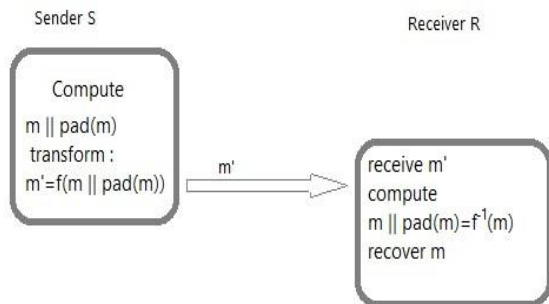 Sender S
Receiver R
Compute
m || pad(m)
transform :
m'=f(m || pad(m))
m'
receive m'
compute
m || pad(m)=f⁻¹(m)
recover m